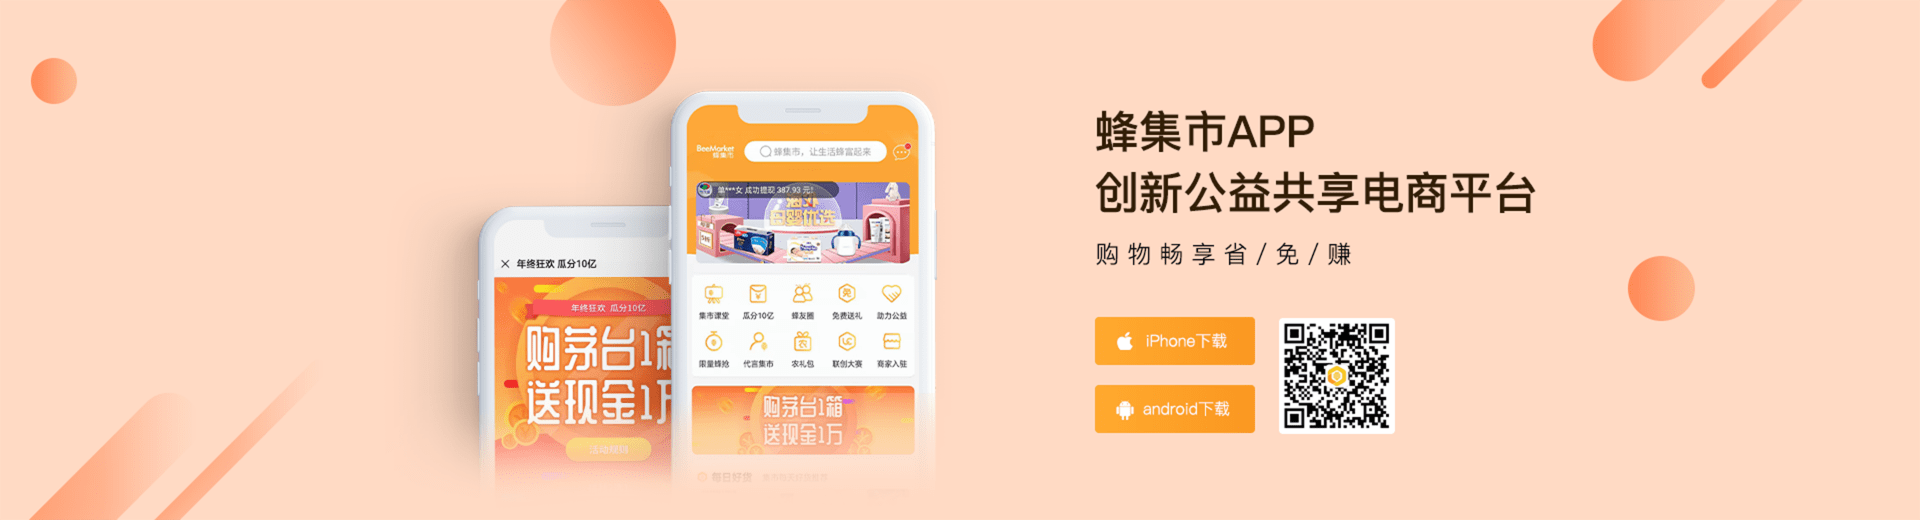 蜂集市APP
创新公益共享电商平台
购物畅享省/免/赚
iPhone下载
android下载
BeeMarket
蜂集市
蜂集市，让生活蜂富起来
单***女 成功提现 387.93 元!
母婴优选
集市课堂 瓜分10亿 蜂友圈 免费送礼 助力公益
限量蜂抢 代言集市 农礼包 联创大赛 商家入驻
购茅台1箱
送现金1万
每日好货
年终狂欢 瓜分10亿
年终狂欢 瓜分10亿
购茅台1箱
送现金1万